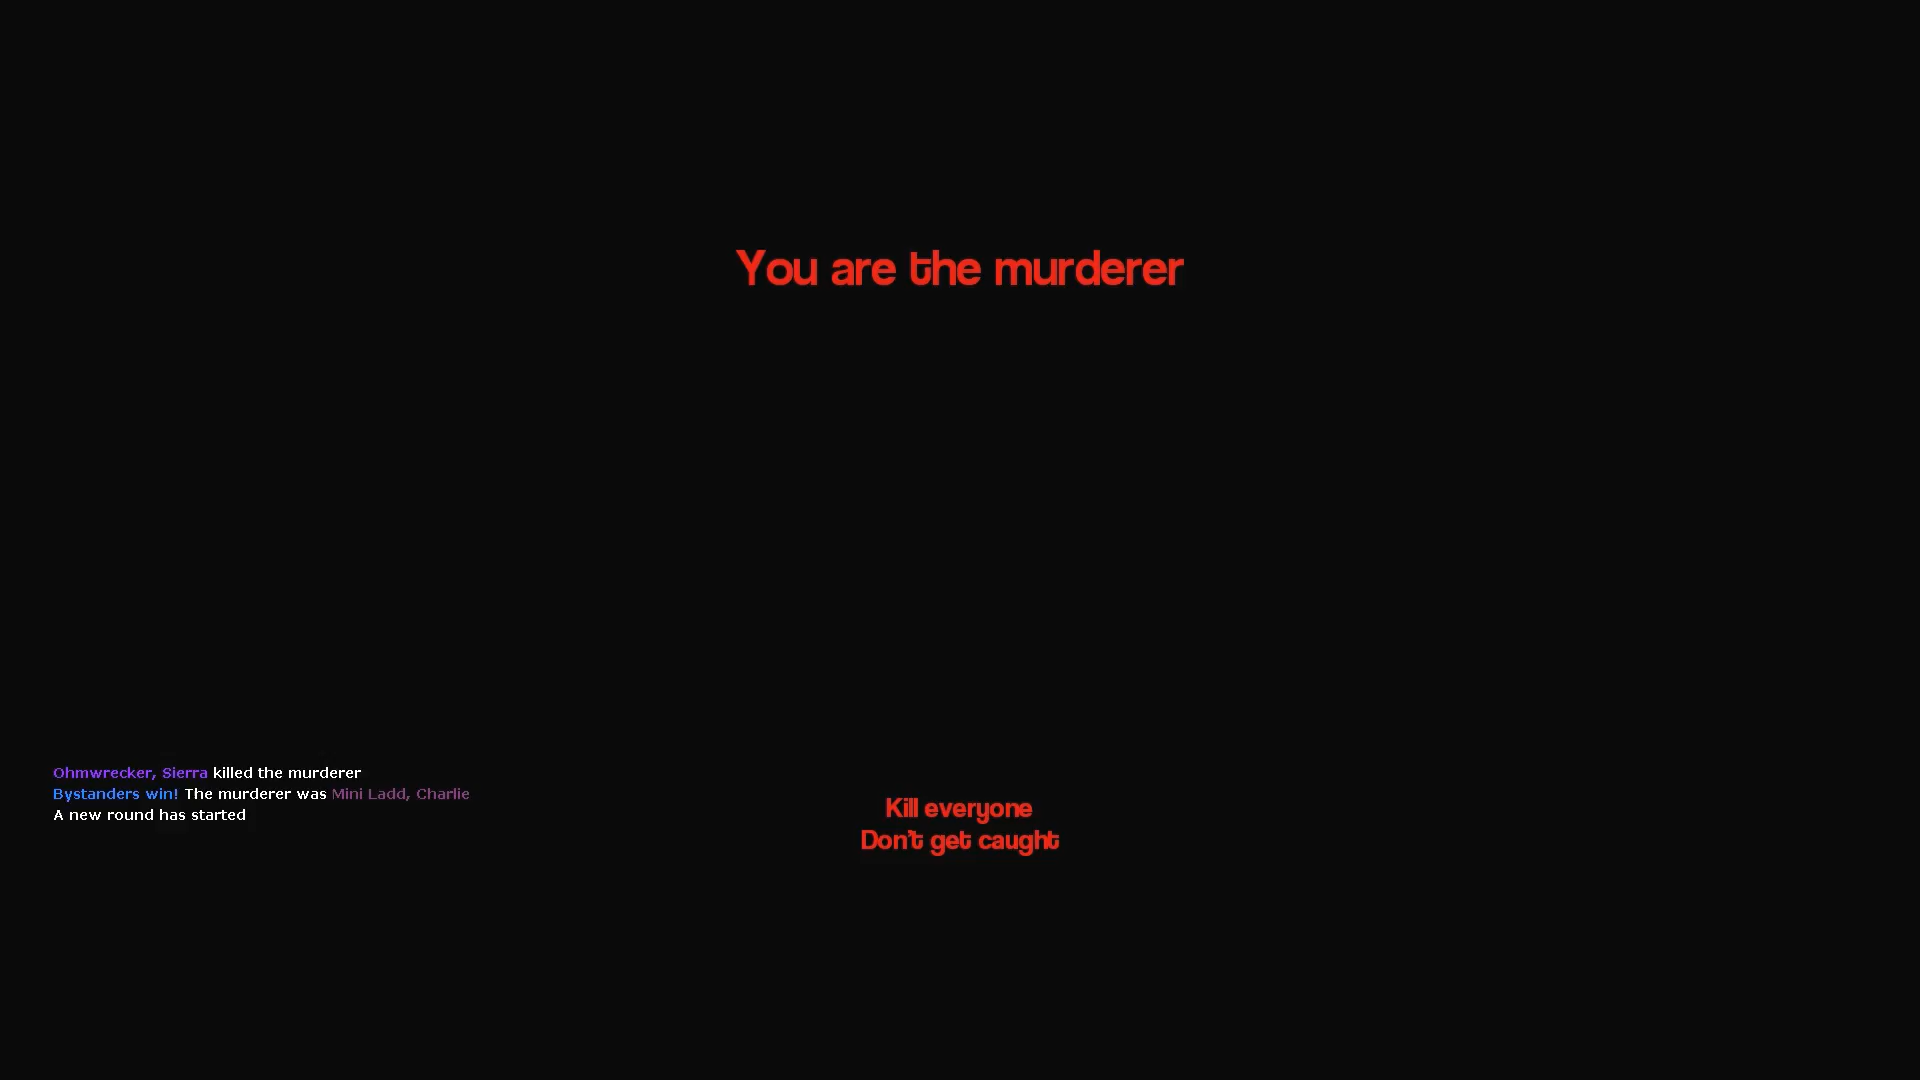 You are the murderer
Ohmwrecker, Sierra killed the murderer
Bystanders win! The murderer was Mini Ladd, Charlie
A new round has started
Kill everyone
Don't get caught